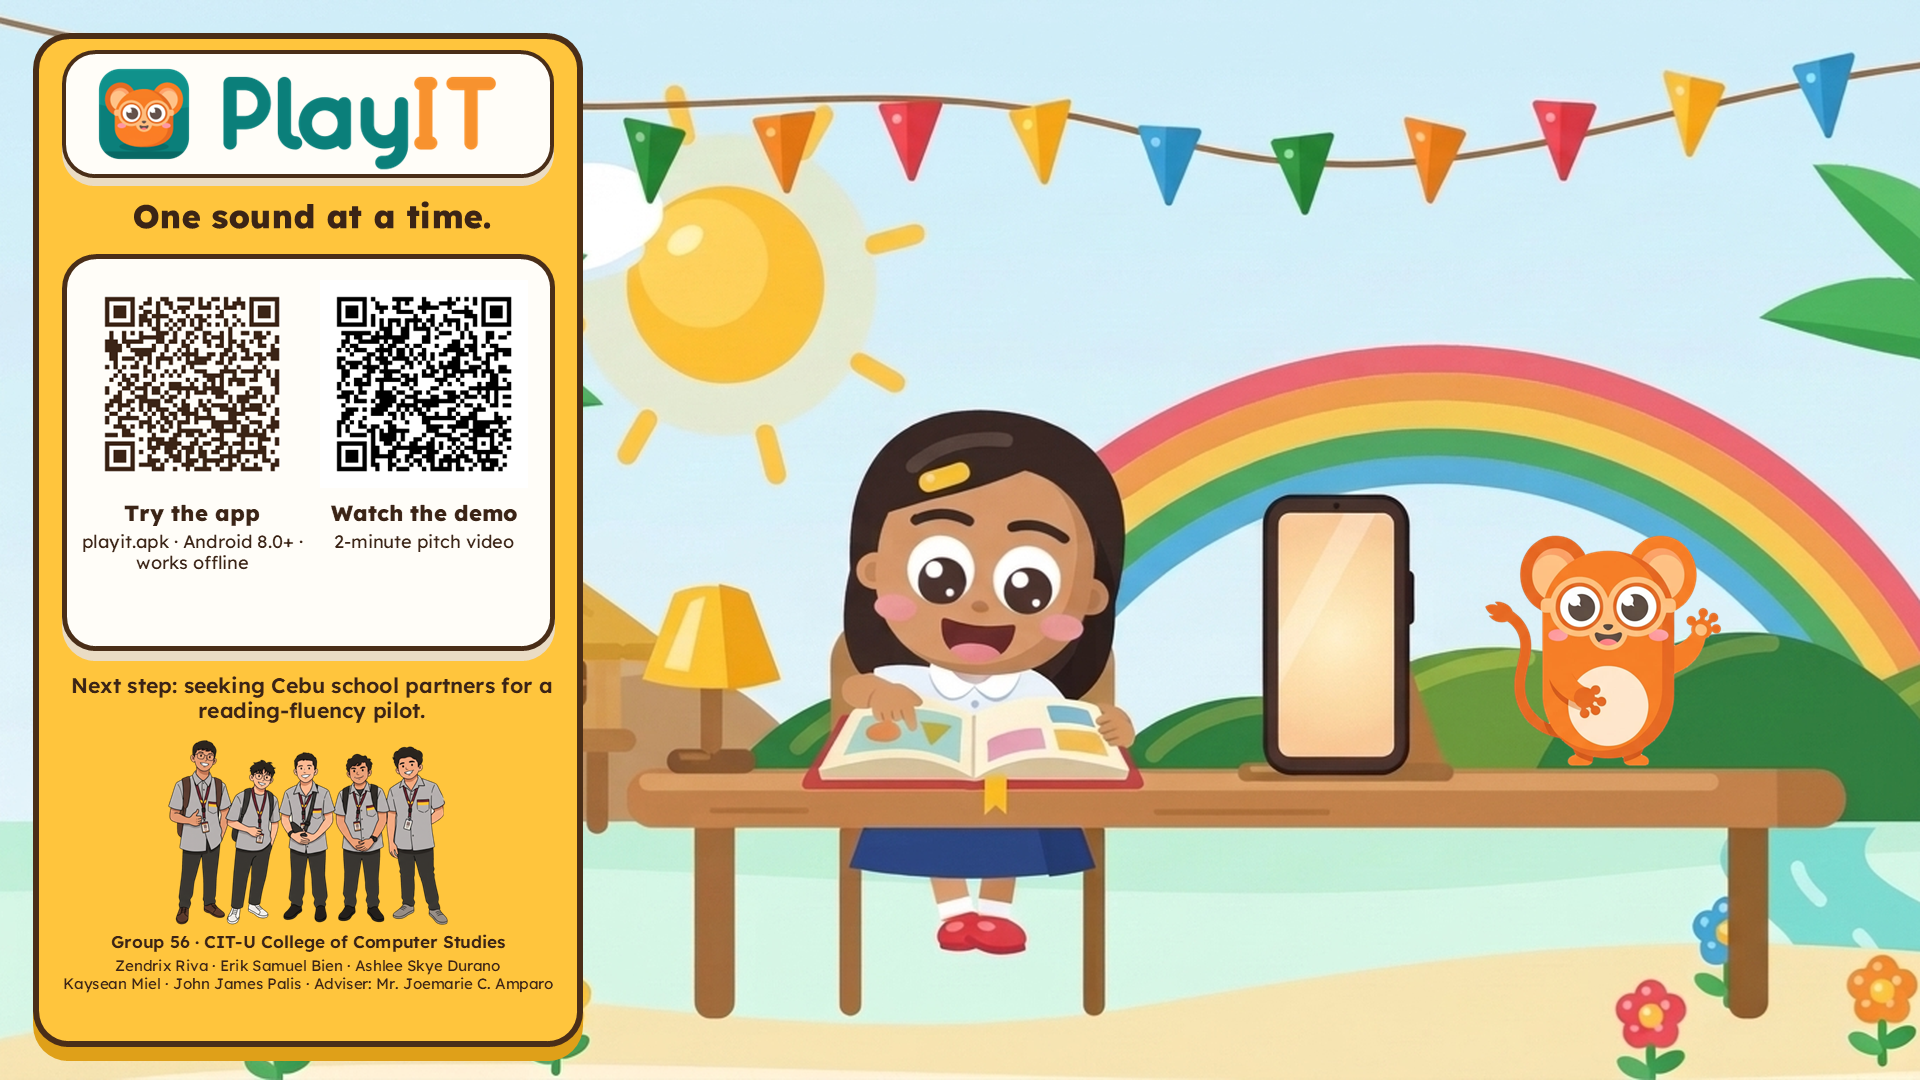 PlayIT
One sound at a time.
Try the app
playit.apk · Android 8.0+ ·
works offline
Watch the demo
2-minute pitch video
Next step: seeking Cebu school partners for a
reading-fluency pilot.
Group 56 · CIT-U College of Computer Studies
Zendrix Riva · Erik Samuel Bien · Ashlee Skye Durano
Kaysean Miel · John James Palis · Adviser: Mr. Joemarie C. Amparo